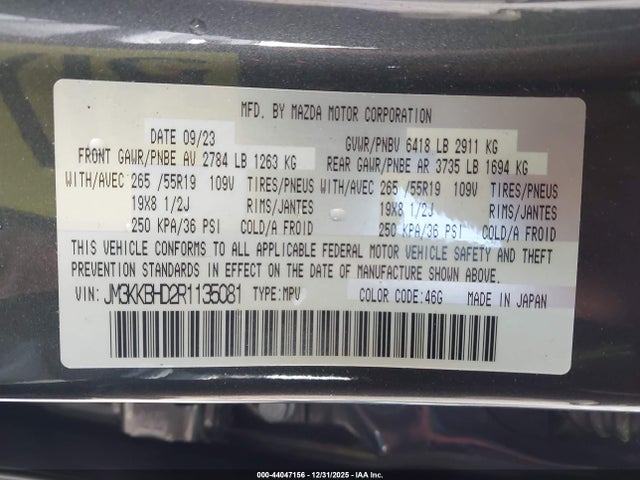 MFD. BY MAZDA MOTOR CORPORATION
DATE 09/23 GVWR/PNBV 6418 LB 2911 KG
FRONT GAWR/PNBE AV 2784 LB 1263 KG REAR GAWR/PNBE AR 3735 LB 1694 KG
WITH/AVEC 265 /55R19 109V TIRES/PNEUS WITH/AVEC 265 /55R19 109V TIRES/PNEUS
19X8 1/2J RIMS/JANTES 19X8 1/2J RIMS/JANTES
250 KPA/36 PSI COLD/A FROID 250 KPA/36 PSI COLD/A FROID
THIS VEHICLE CONFORMS TO ALL APPLICABLE FEDERAL MOTOR VEHICLE SAFETY AND THEFT
PREVENTION STANDARDS IN EFFECT ON THE DATE OF MANUFACTURE SHOWN ABOVE.
VIN: JM3KKBHD2R1135081 TYPE:MPV COLOR CODE:46G MADE IN JAPAN
000-44047156 - 12/31/2025 - IAA Inc.